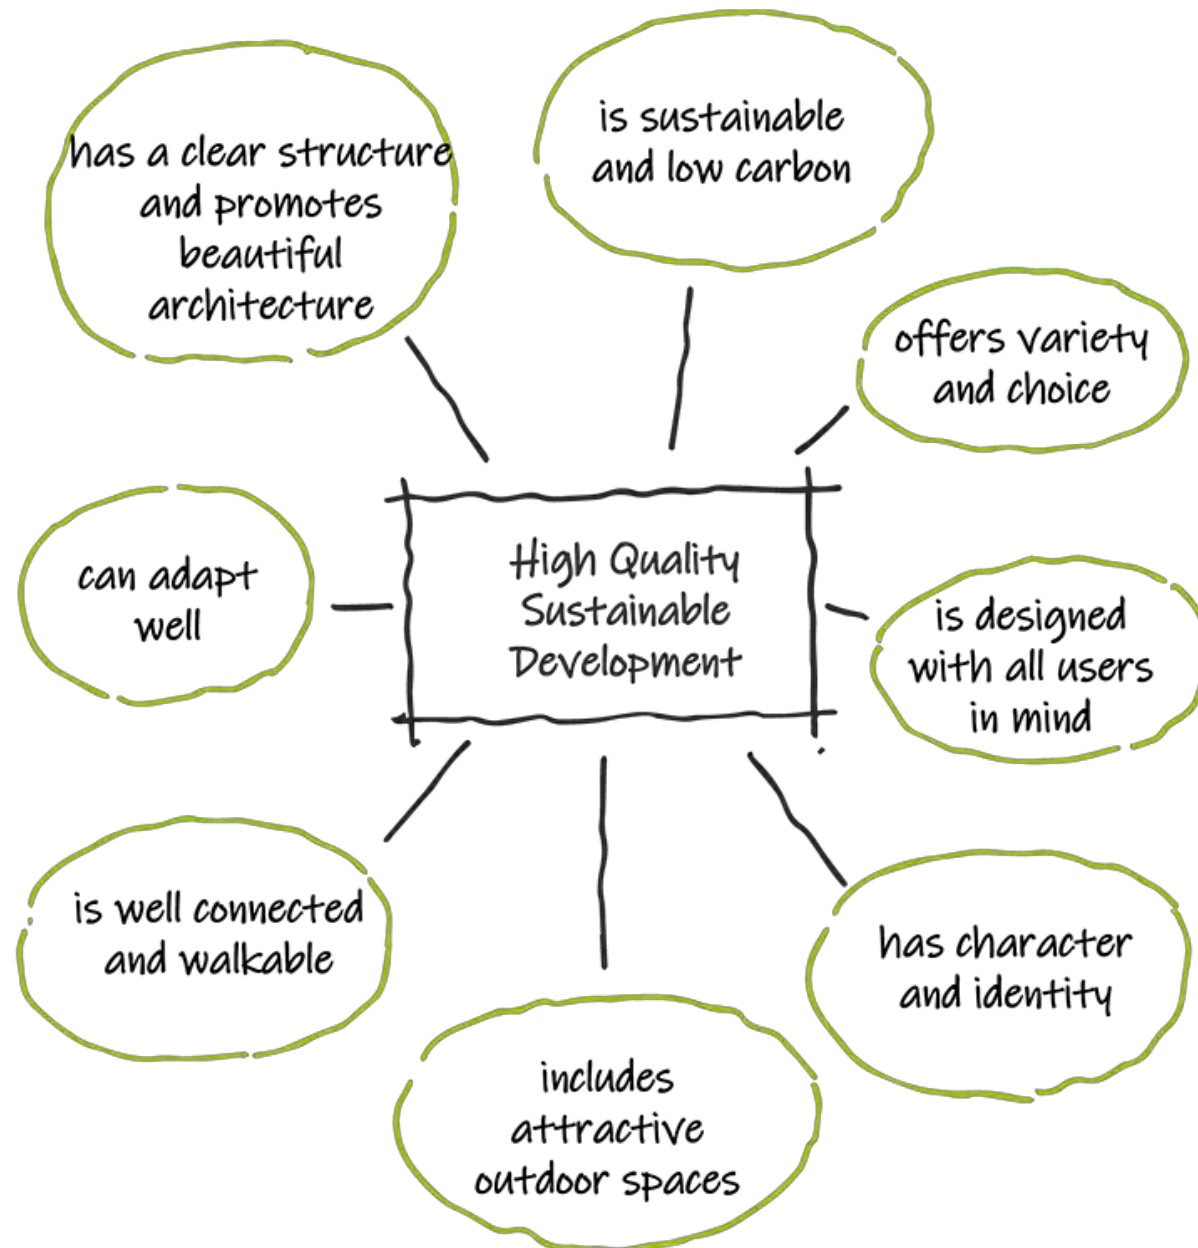 has a clear structure
and promotes
beautiful
architecture
is sustainable
and low carbon
offers variety
and choice
can adapt
well
High Quality
Sustainable
Development
is designed
with all users
in mind
is well connected
and walkable
has character
and identity
includes
attractive
outdoor spaces